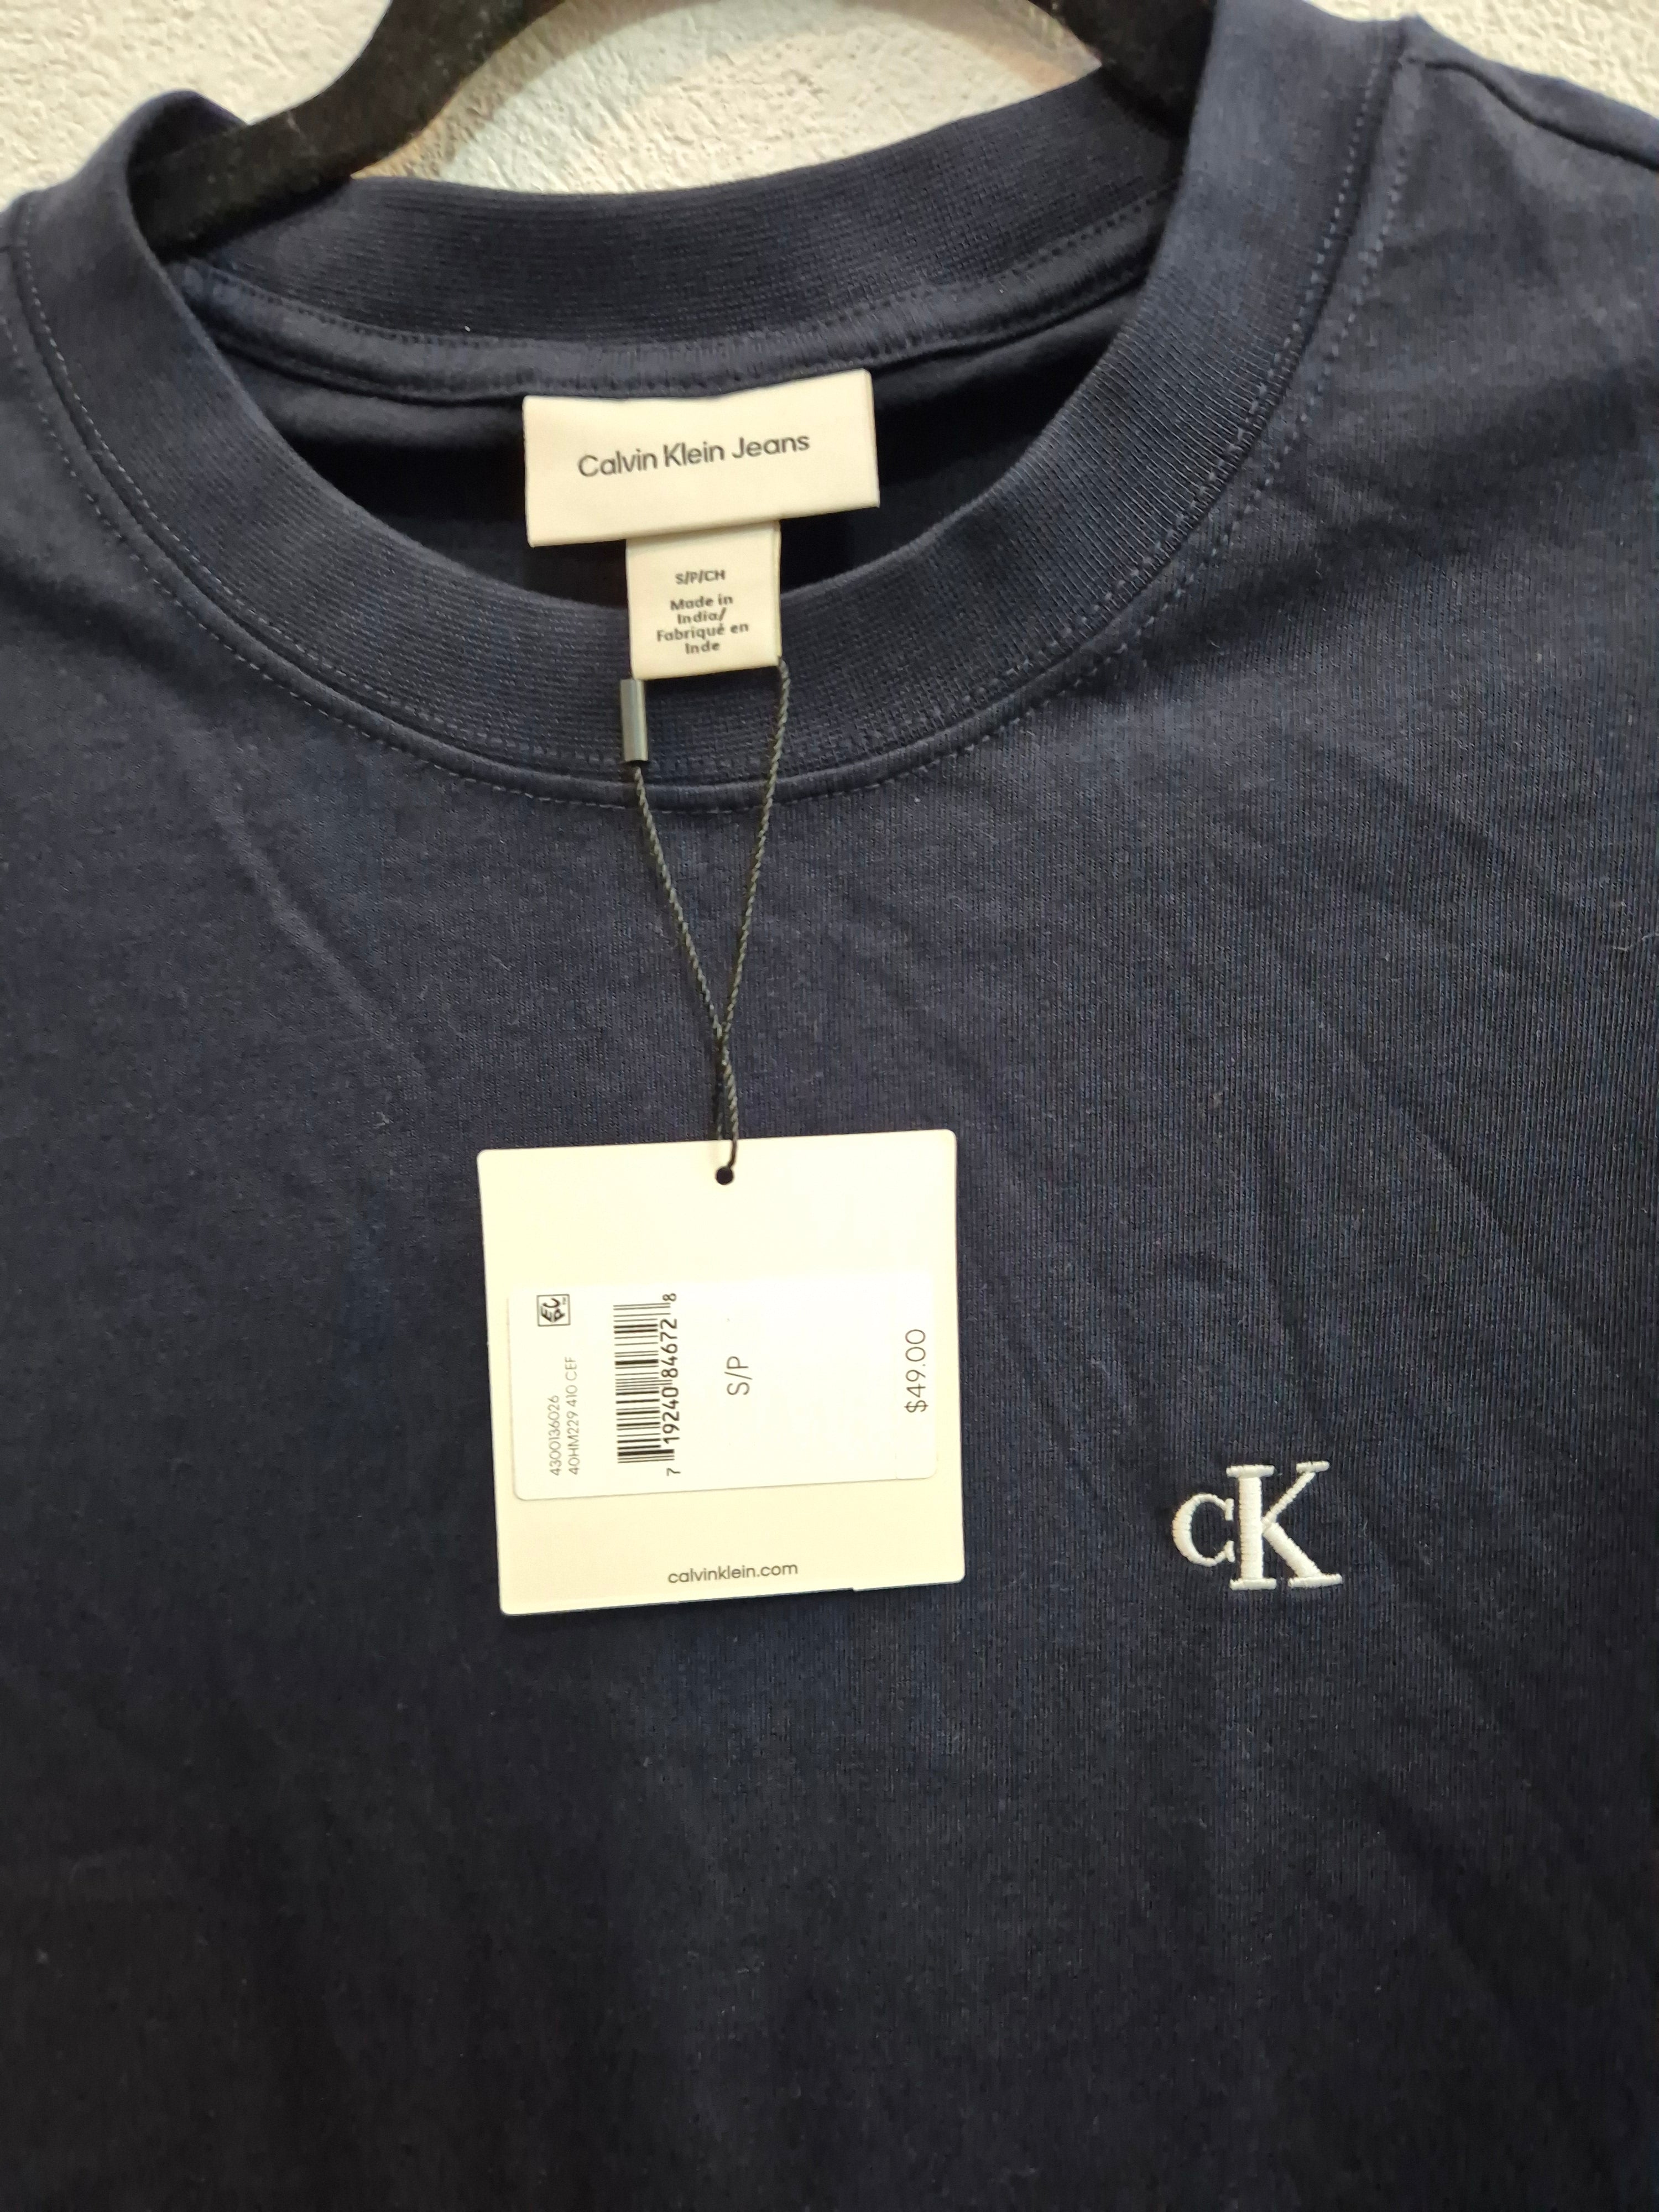 Calvin Klein Jeans
S/P/CH
Made in
India/
Fabriqué en
Inde
4300136026
40HM229 410 CEF
7 19240 84672 8
S/P
$49.00
calvinklein.com
CK